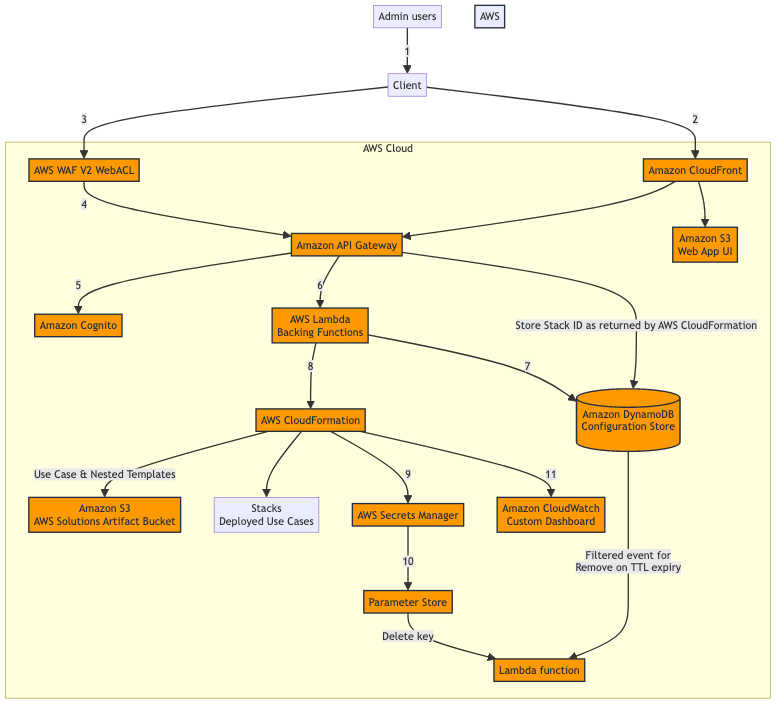 Admin users
AWS
1
Client
3
2
AWS Cloud
AWS WAF V2 WebACL
Amazon CloudFront
4
Amazon API Gateway
Amazon S3
Web App UI
5
6
Amazon Cognito
AWS Lambda
Backing Functions
Store Stack ID as returned by AWS CloudFormation
8
7
AWS CloudFormation
Amazon DynamoDB
Configuration Store
Use Case & Nested Templates
9
11
Amazon S3
AWS Solutions Artifact Bucket
Stacks
Deployed Use Cases
AWS Secrets Manager
Amazon CloudWatch
Custom Dashboard
10
Filtered event for
Remove on TTL expiry
Parameter Store
Delete key
Lambda function